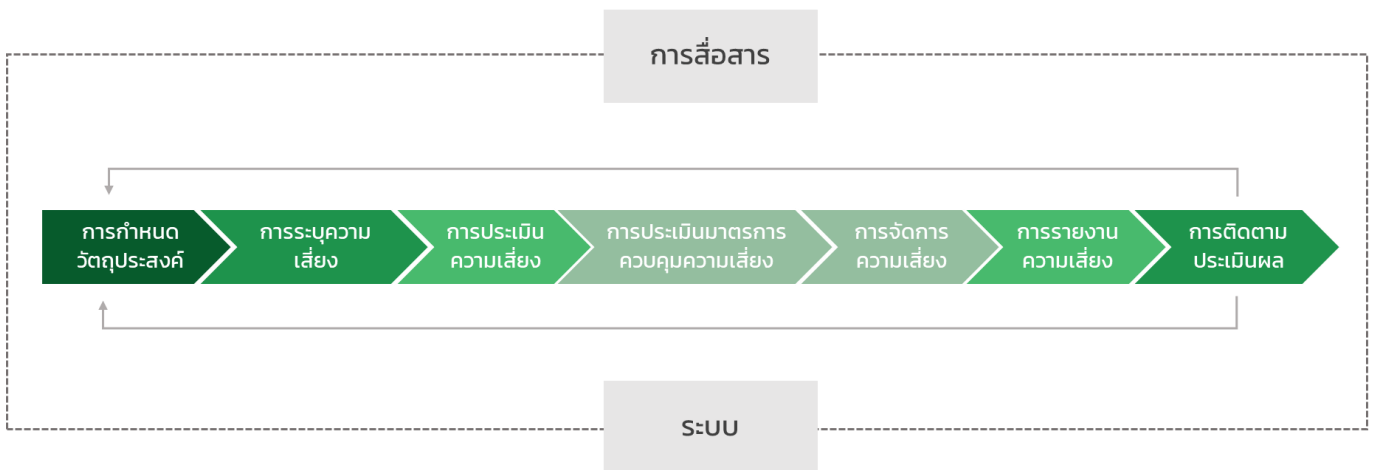 การสื่อสาร
การกำหนด
วัตถุประสงค์
การระบุความ
เสี่ยง
การประเมิน
ความเสี่ยง
การประเมินมาตรการ
ควบคุมความเสี่ยง
การจัดการ
ความเสี่ยง
การรายงาน
ความเสี่ยง
การติดตาม
ประเมินผล
ระบบ